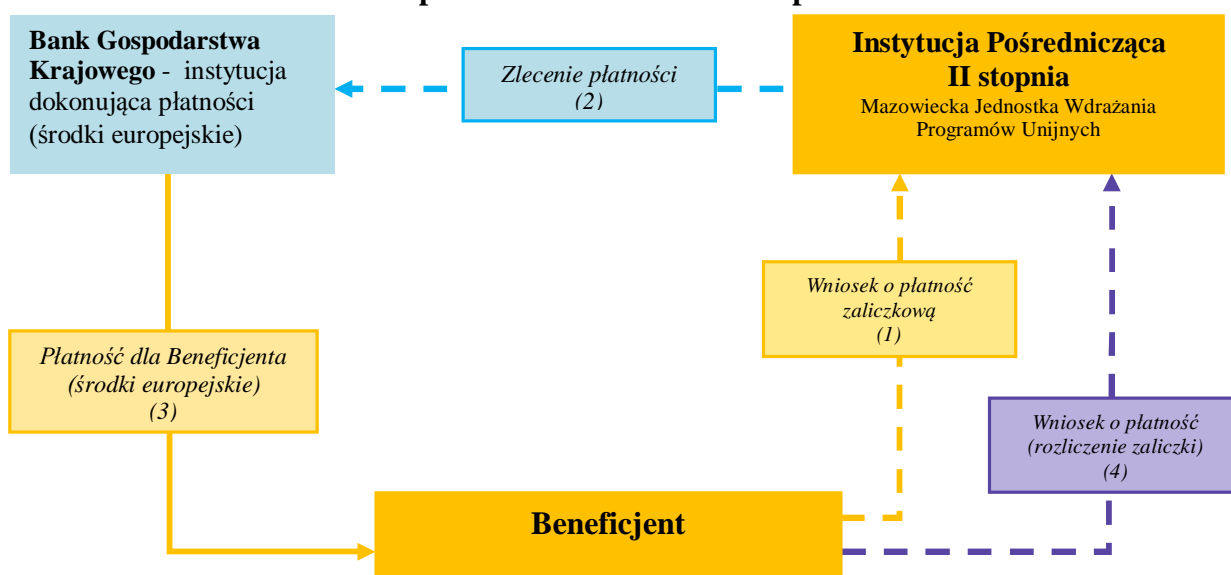 Bank Gospodarstwa
Krajowego - instytucja
dokonująca płatności
(środki europejskie)
Zlecenie płatności
(2)
Instytucja Pośrednicząca
II stopnia
Mazowiecka Jednostka Wdrażania
Programów Unijnych
Wniosek o płatność
zaliczkową
(1)
Płatność dla Beneficjenta
(środki europejskie)
(3)
Wniosek o płatność
(rozliczenie zaliczki)
(4)
Beneficjent